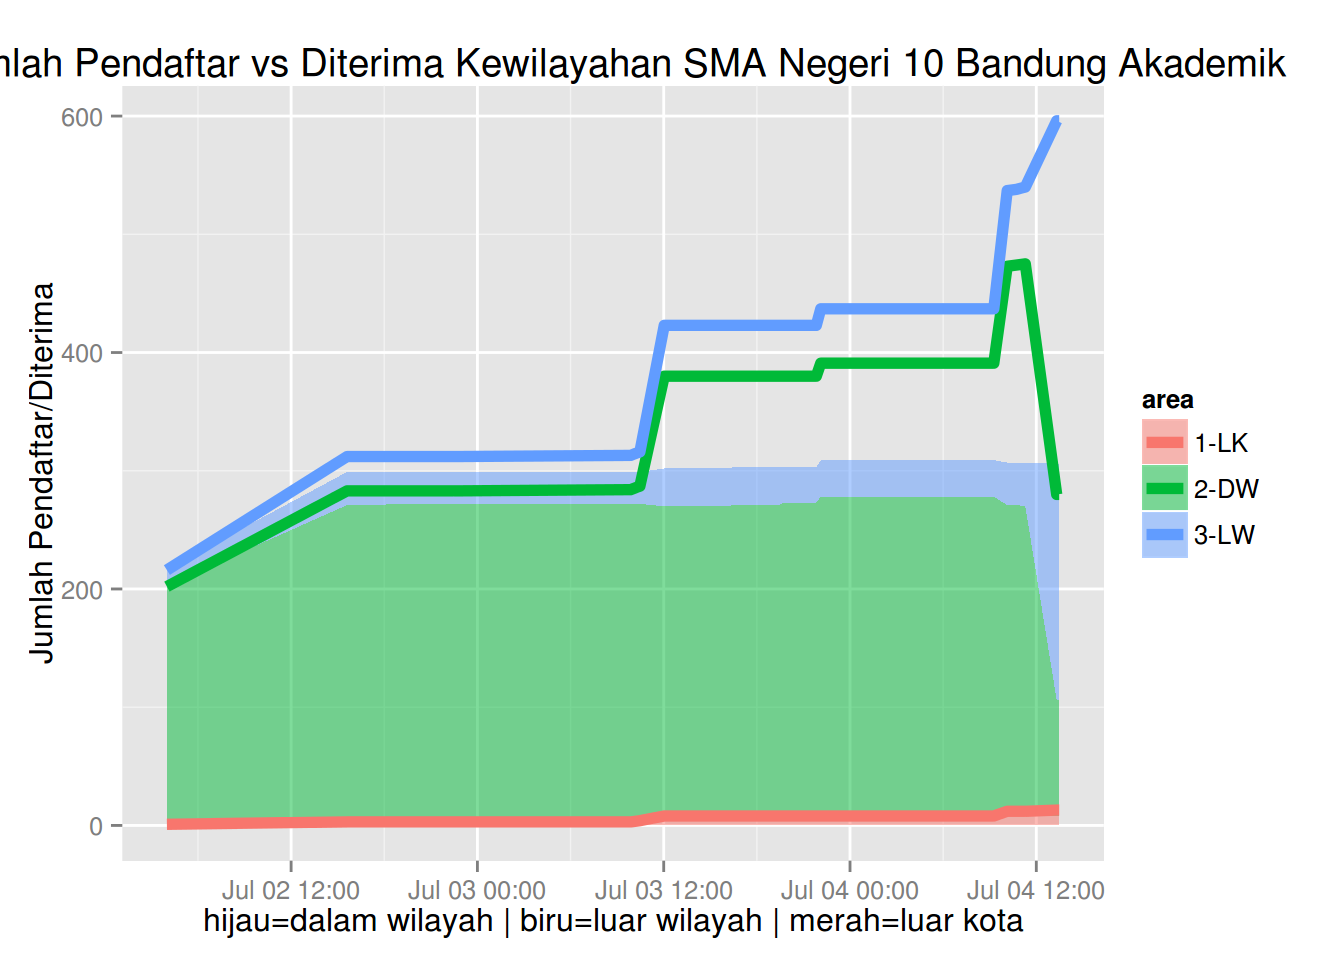 mlah Pendaftar vs Diterima Kewilayahan SMA Negeri 10 Bandung Akademik
600
400
200
0
Jumlah Pendaftar/Diterima
area
1-LK
2-DW
3-LW
Jul 02 12:00 Jul 03 00:00 Jul 03 12:00 Jul 04 00:00 Jul 04 12:00
hijau=dalam wilayah | biru=luar wilayah | merah=luar kota